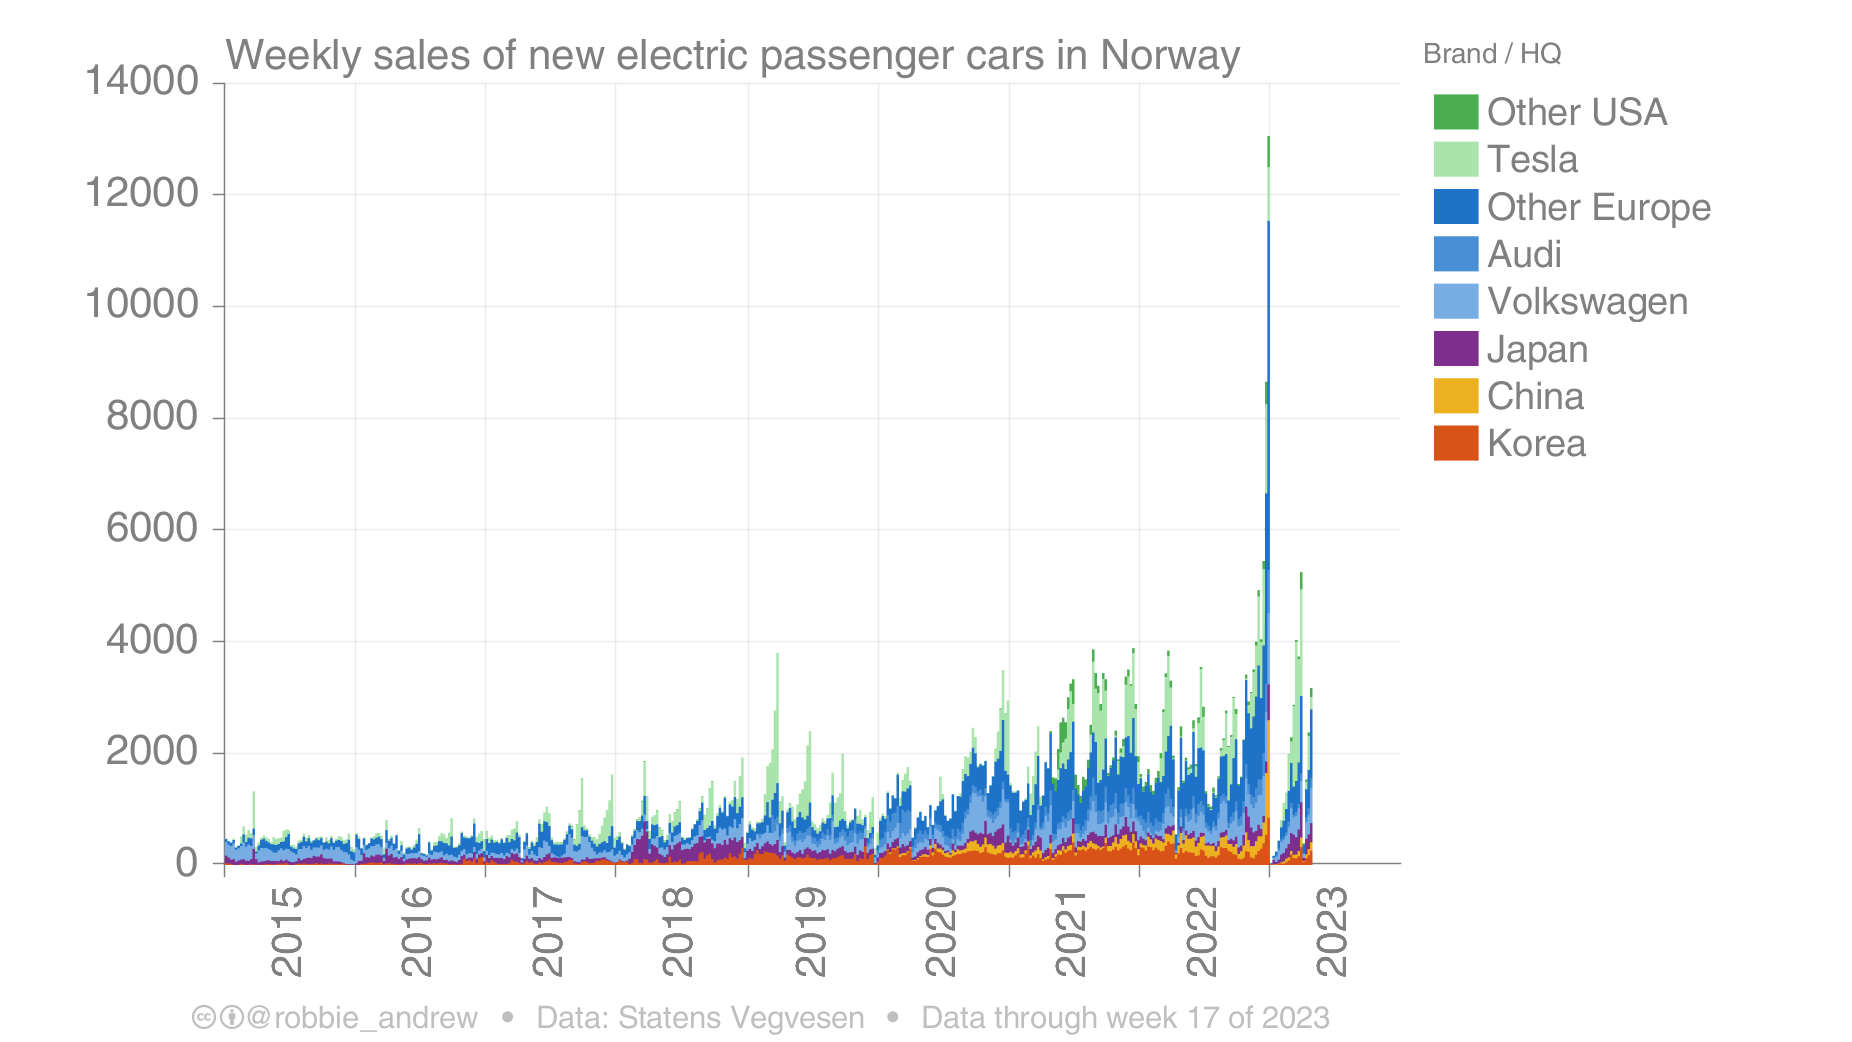 Weekly sales of new electric passenger cars in Norway
Brand / HQ
Other USA
Tesla
Other Europe
Audi
Volkswagen
Japan
China
Korea
14000
12000
10000
8000
6000
4000
2000
0
2015
2016
2017
2018
2019
2020
2021
2022
2023
cc @robbie_andrew • Data: Statens Vegvesen • Data through week 17 of 2023